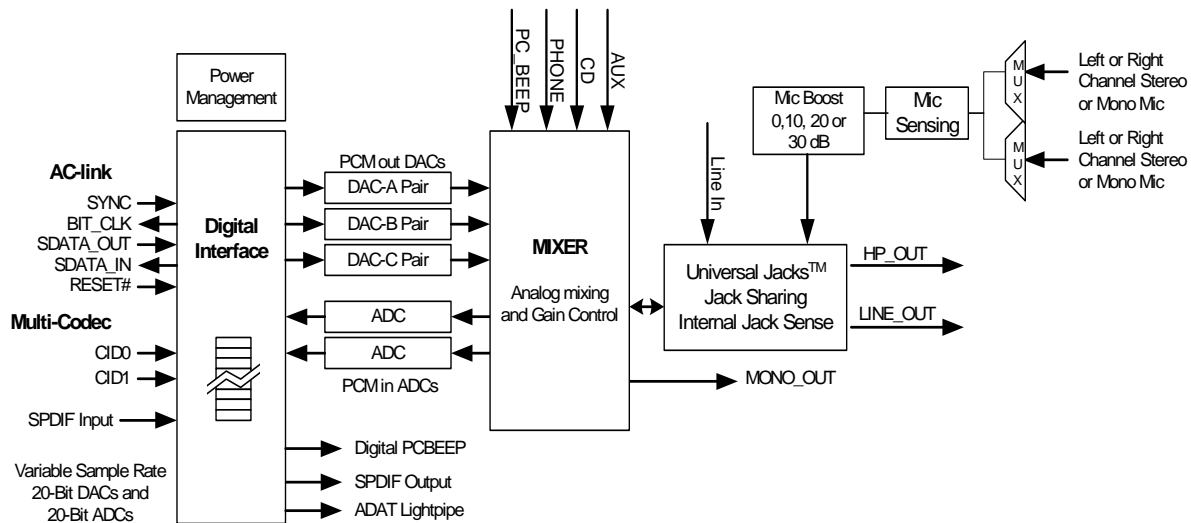 Power
Management
PC_BEEP
PHONE
CD
AUX
Mic Boost
0,10, 20 or
30 dB
Mic
Sensing
MUX
Left or Right
Channel Stereo
or Mono Mic
MUX
Left or Right
Channel Stereo
or Mono Mic
AC-link
SYNC
BIT_CLK
SDATA_OUT
SDATA_IN
RESET#
Multi-Codec
CID0
CID1
SPDIF Input
Variable Sample Rate
20-Bit DACs and
20-Bit ADCs
Digital
Interface
PCM out DACs
DAC-A Pair
DAC-B Pair
DAC-C Pair
ADC
ADC
PCM in ADCs
Digital PCBEEP
SPDIF Output
ADAT Lightpipe
MIXER
Analog mixing
and Gain Control
Line In
Universal Jacks™
Jack Sharing
Internal Jack Sense
HP_OUT
LINE_OUT
MONO_OUT